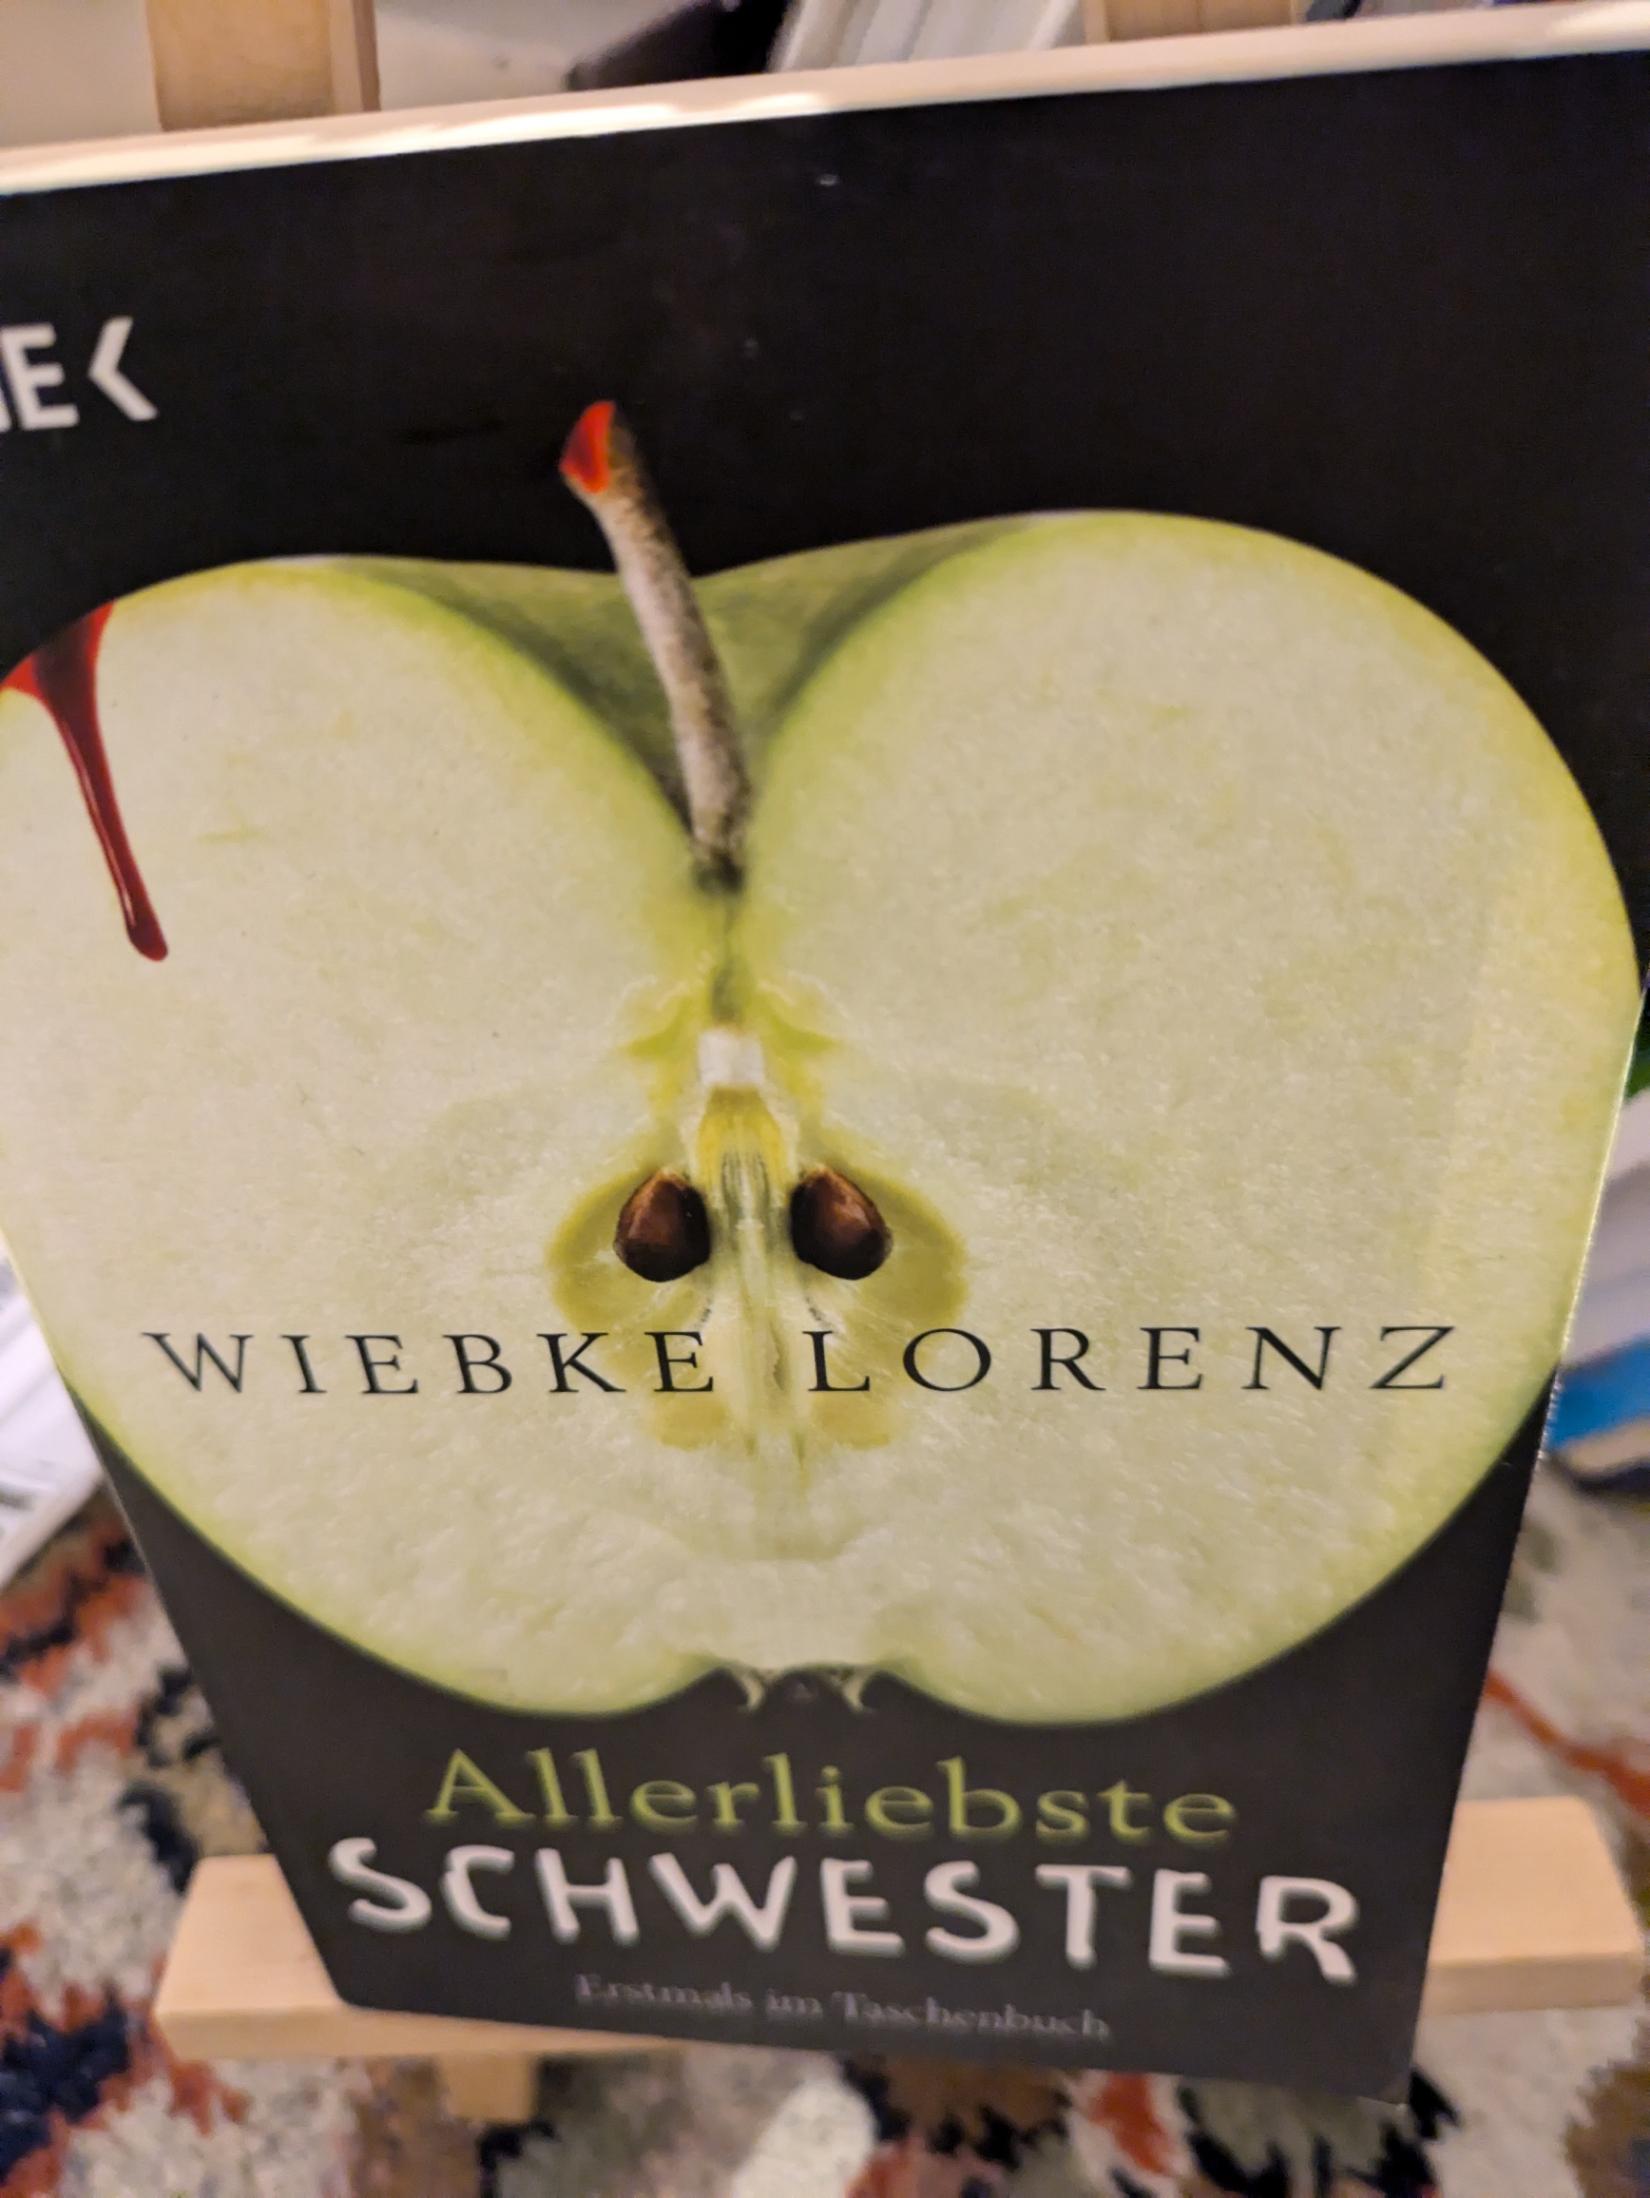 WIEBKE LORENZ
Allerliebste
SCHWESTER
Erstmals im Taschenbuch